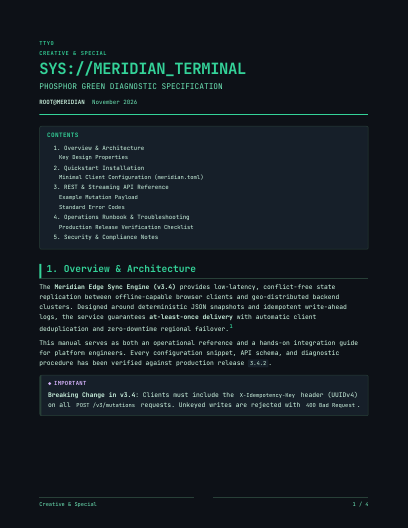 TTY0
CREATIVE & SPECIAL
SYS://MERIDIAN_TERMINAL
PHOSPHOR GREEN DIAGNOSTIC SPECIFICATION
ROOT@MERIDIAN November 2026
CONTENTS
1. Overview & Architecture
Key Design Properties
2. Quickstart Installation
Minimal Client Configuration (meridian.toml)
3. REST & Streaming API Reference
Example Mutation Payload
Standard Error Codes
4. Operations Runbook & Troubleshooting
Production Release Verification Checklist
5. Security & Compliance Notes
1. Overview & Architecture
The Meridian Edge Sync Engine (v3.4) provides low-latency, conflict-free state
replication between offline-capable browser clients and geo-distributed backend
clusters. Designed around deterministic JSON snapshots and idempotent write-ahead
logs, the service guarantees at-least-once delivery with automatic client
deduplication and zero-downtime regional failover.1
This manual serves as both an operational reference and a hands-on integration guide
for platform engineers. Every configuration snippet, API schema, and diagnostic
procedure has been verified against production release 3.4.2.
◆ IMPORTANT
Breaking Change in v3.4: Clients must include the X-Idempotency-Key header (UUIDv4)
on all POST /v3/mutations requests. Unkeyed writes are rejected with 400 Bad Request.
Creative & Special
1 / 4